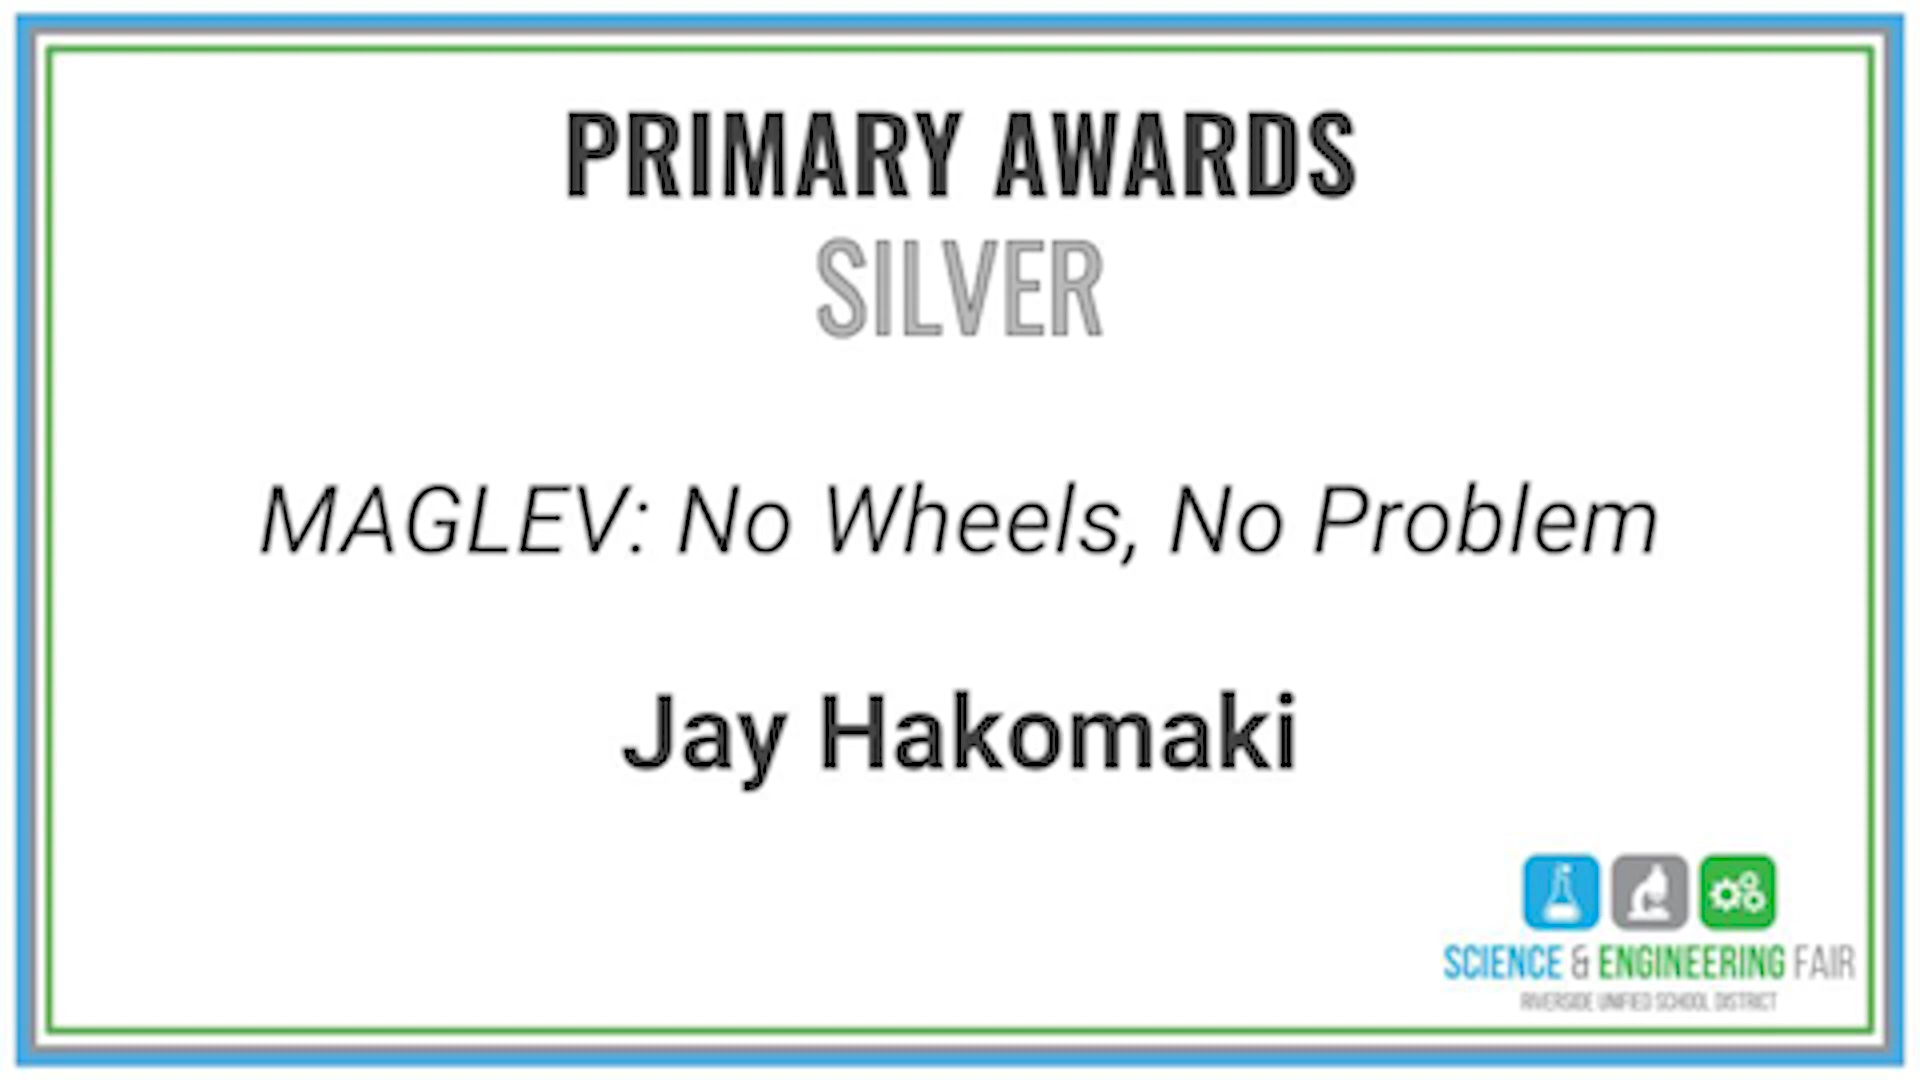 PRIMARY AWARDS
SILVER
MAGLEV: No Wheels, No Problem
Jay Hakomaki
SCIENCE & ENGINEERING FAIR
RIVERSIDE UNIFIED SCHOOL DISTRICT